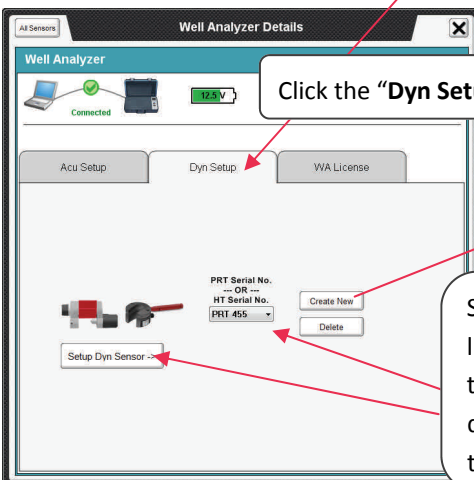 All Sensors
Well Analyzer Details
Well Analyzer
Connected
12.5 V
Click the “Dyn Set
Acu Setup
Dyn Setup
WA License
PRT Serial No.
--- OR ---
HT Serial No.
PRT 455
Create New
Delete
Setup Dyn Sensor ->